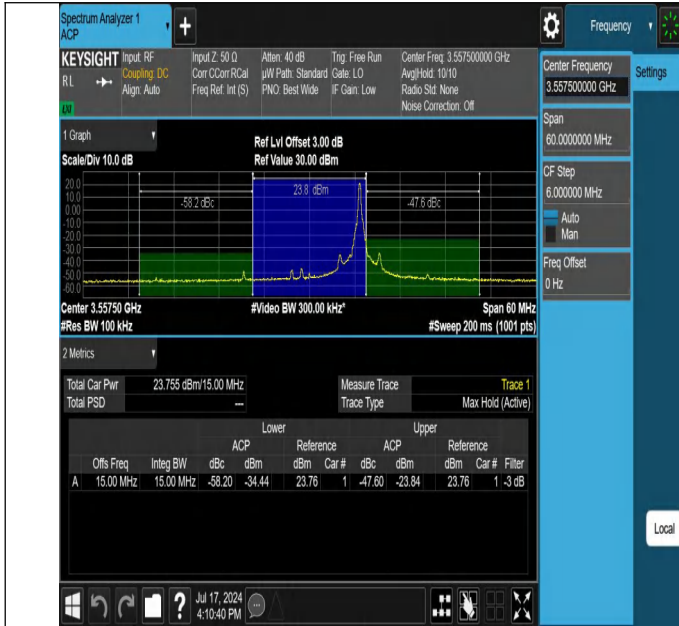 Spectrum Analyzer 1
ACP
Frequency
KEYSIGHT Input: RF Input Z: 50 Ω Atten: 40 dB Trig: Free Run Center Freq: 3.557500000 GHz
RL Coupling: DC Corr CCorr RCal µW Path: Standard Gate: LO Avg|Hold: 10/10
Align: Auto Freq Ref: Int (S) PNO: Best Wide IF Gain: Low Radio Std: None
Noise Correction: Off
LXI
Center Frequency
3.557500000 GHz
Settings
Span
60.0000000 MHz
CF Step
6.000000 MHz
Auto
Man
Freq Offset
0 Hz
1 Graph
Ref Lvl Offset 3.00 dB
Scale/Div 10.0 dB Ref Value 30.00 dBm
20.0
10.0
0.00
-10.0
-20.0
-30.0
-40.0
-50.0
-60.0
-58.2 dBc 23.8 dBm -47.6 dBc
Center 3.55750 GHz #Video BW 300.00 kHz* Span 60 MHz
#Res BW 100 kHz #Sweep 200 ms (1001 pts)
2 Metrics
Total Car Pwr 23.755 dBm/15.00 MHz Measure Trace Trace 1
Total PSD --- Trace Type Max Hold (Active)
Lower Upper
ACP Reference ACP Reference
Offs Freq Integ BW dBc dBm dBm Car # dBc dBm dBm Car # Filter
A 15.00 MHz 15.00 MHz -58.20 -34.44 23.76 1 -47.60 -23.84 23.76 1 -3 dB
Local
? Jul 17, 2024
4:10:40 PM